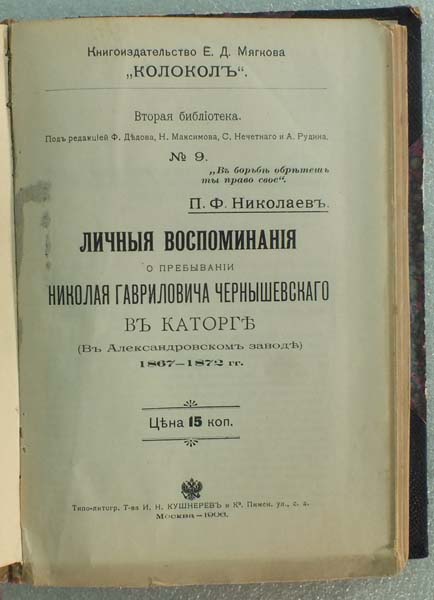 Книгоиздательство Е. Д. Мягкова
„КОЛОКОЛЪ“.
Вторая библіотека.
Подъ редакціей Ф. Дѣдова, Н. Максимова, С. Нечетнаго и А. Рудина.
№ 9.
„Въ борьбѣ обрѣтешь
ты право свое“.
П. Ф. Николаевъ.
ЛИЧНЫЯ ВОСПОМИНАНІЯ
О ПРЕБЫВАНІИ
НИКОЛАЯ ГАВРИЛОВИЧА ЧЕРНЫШЕВСКАГО
ВЪ КАТОРГѢ
(Въ Александровскомъ заводѣ)
1867—1872 гг.
Цѣна 15 коп.
Типо-литогр. Т-ва И. Н. КУШНЕРЕВЪ и К⁰. Пимен. ул., с. д.
Москва—1906.